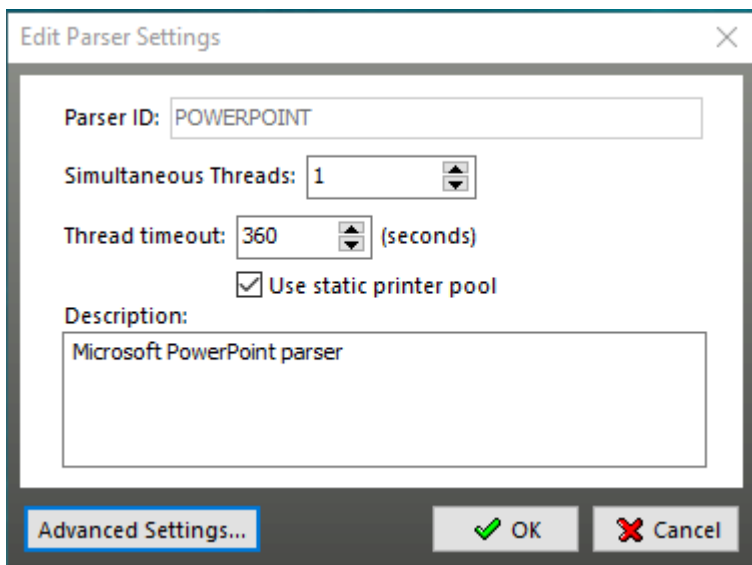 Edit Parser Settings
Parser ID: POWERPOINT
Simultaneous Threads: 1
Thread timeout: 360 (seconds)
Use static printer pool
Description:
Microsoft PowerPoint parser
Advanced Settings... OK Cancel